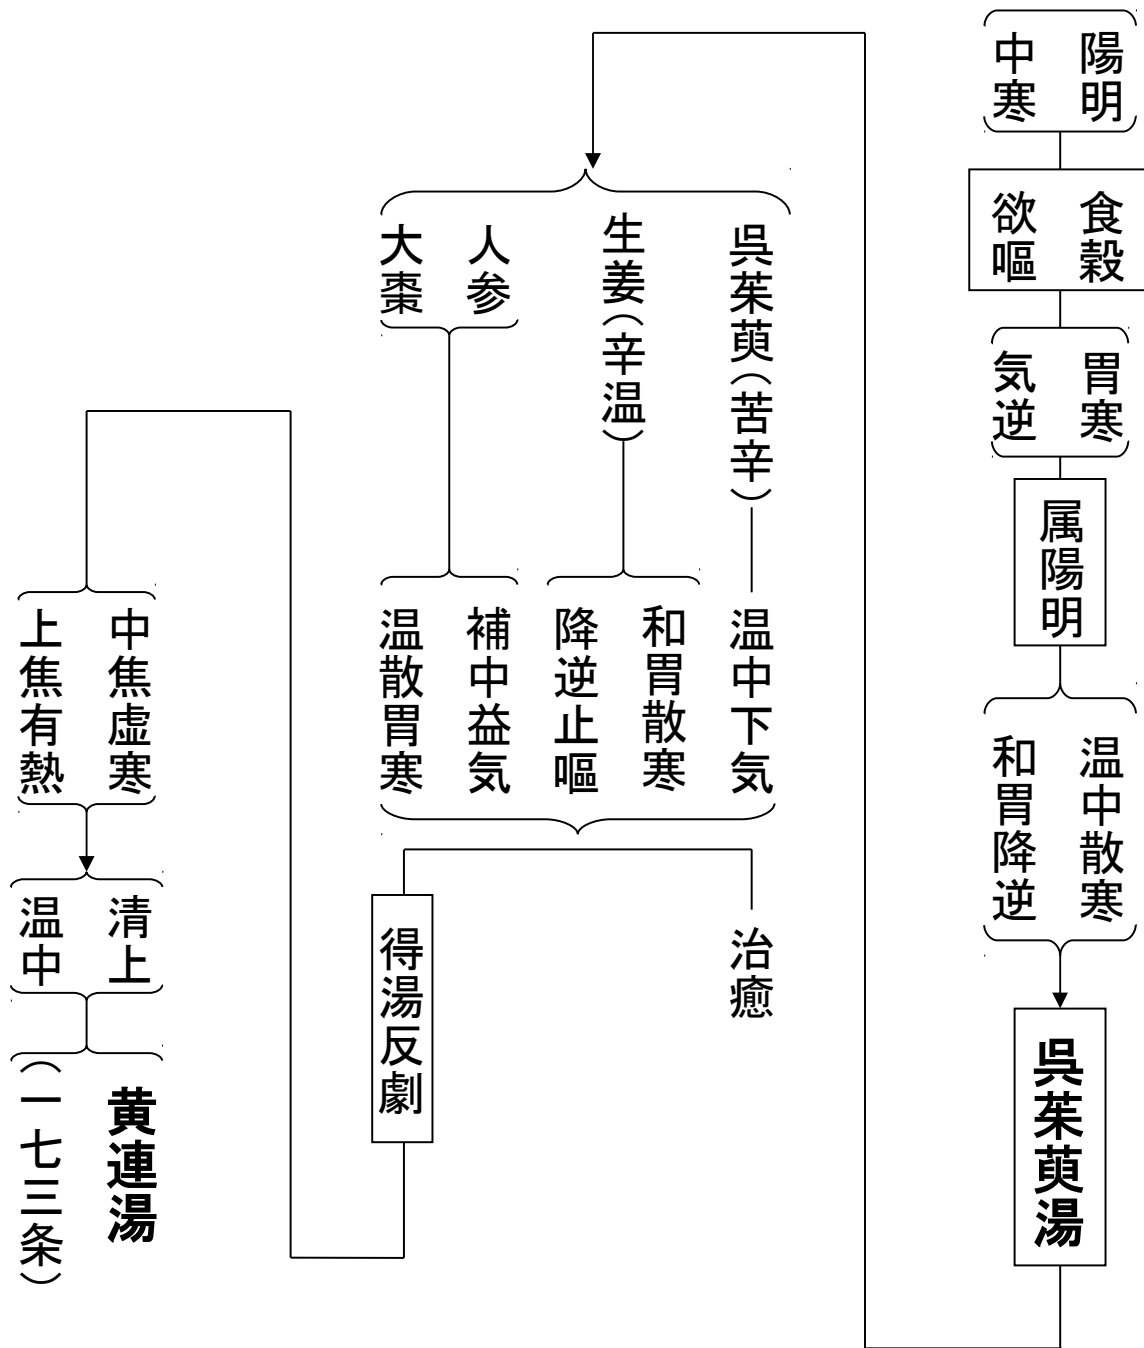 陽明
中寒
食穀
欲嘔
胃寒
気逆
属陽明
温中散寒
和胃降逆
呉茱萸湯
呉茱萸（苦辛）
温中下気
生姜（辛温）
和胃散寒
降逆止嘔
人参
大棗
補中益気
温散胃寒
治癒
得湯反劇
中焦虚寒
上焦有熱
清上
温中
黄連湯
（一七三条）